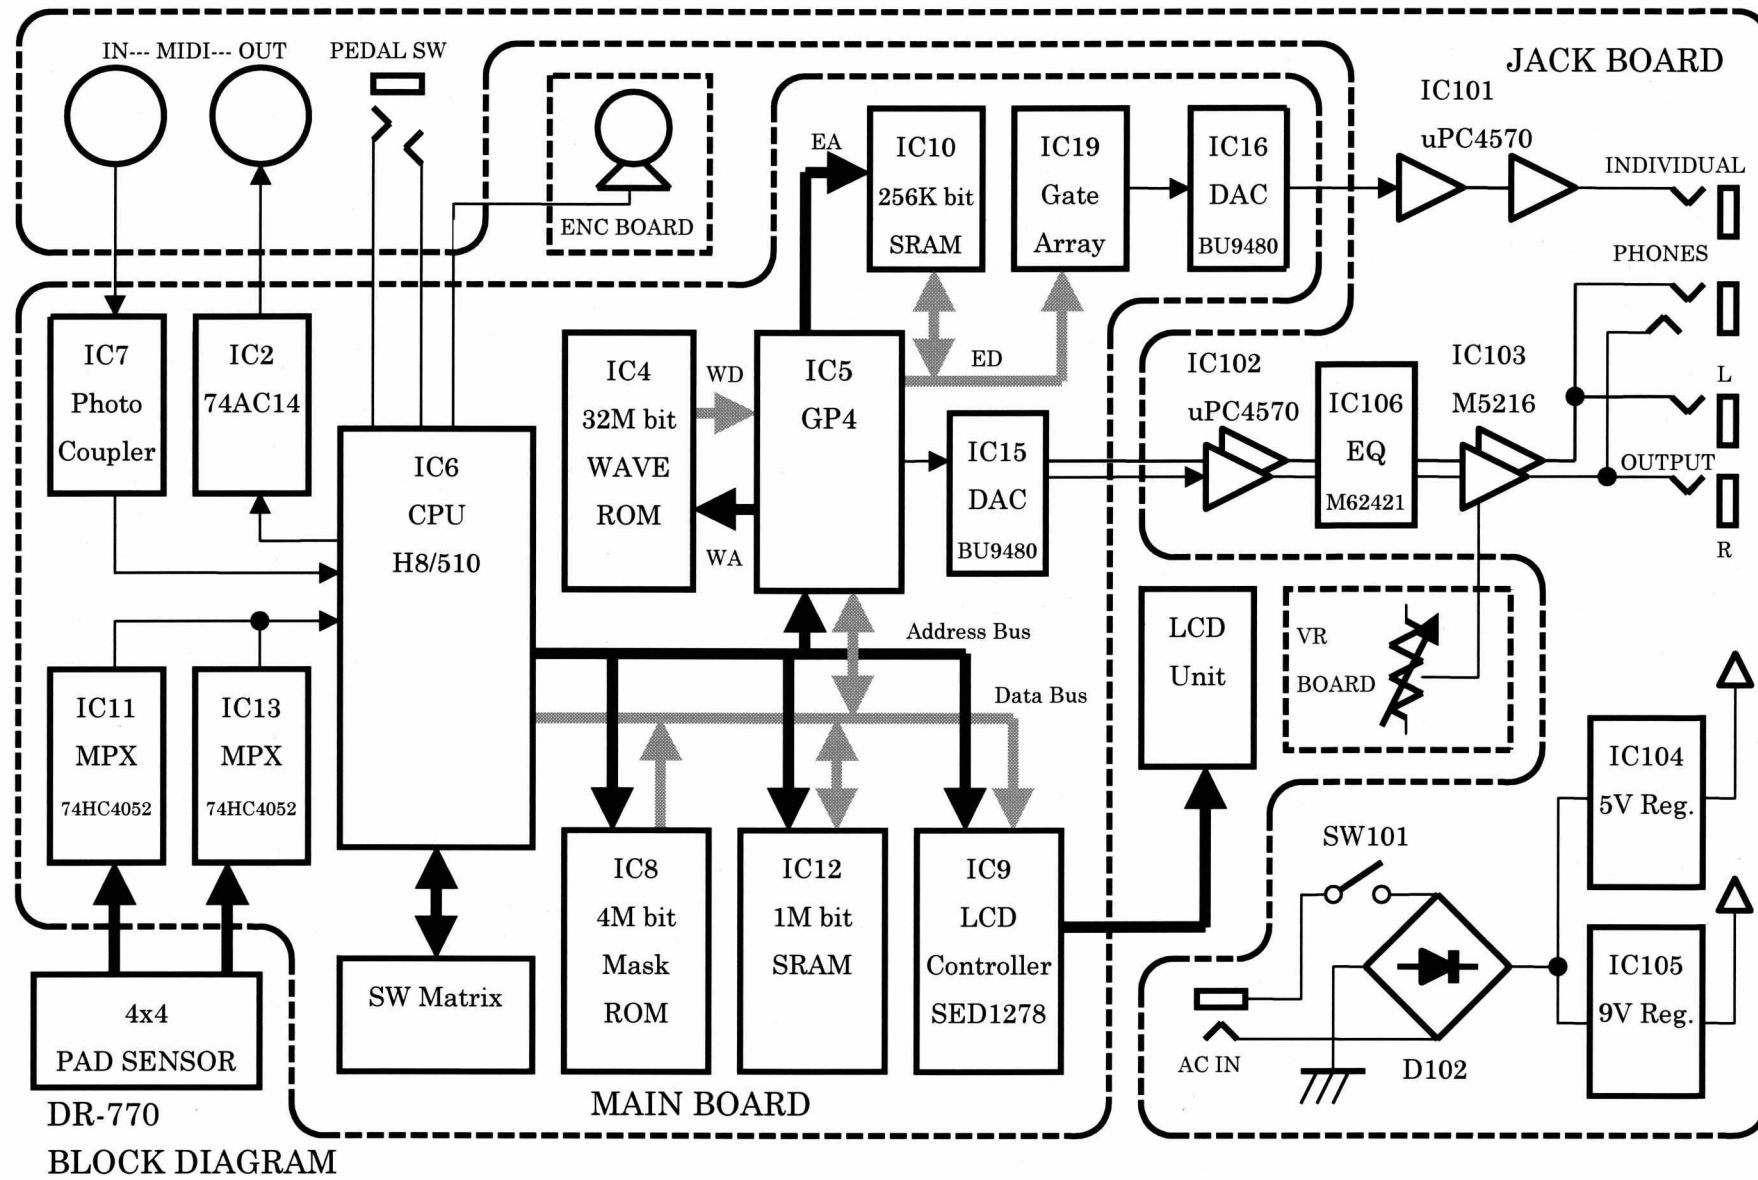 IN--- MIDI--- OUT
PEDAL SW
JACK BOARD
IC101
uPC4570
ENC BOARD
EA
IC10
256K bit
SRAM
IC19
Gate
Array
IC16
DAC
BU9480
INDIVIDUAL
PHONES
IC7
Photo
Coupler
IC2
74AC14
IC6
CPU
H8/510
IC4
32M bit
WAVE
ROM
WD
WA
IC5
GP4
ED
IC15
DAC
BU9480
IC102
uPC4570
IC106
EQ
M62421
IC103
M5216
L
OUTPUT
R
Address Bus
Data Bus
LCD
Unit
VR
BOARD
IC11
MPX
74HC4052
IC13
MPX
74HC4052
IC8
4M bit
Mask
ROM
IC12
1M bit
SRAM
IC9
LCD
Controller
SED1278
IC104
5V Reg.
SW101
IC105
9V Reg.
AC IN
D102
SW Matrix
4x4
PAD SENSOR
MAIN BOARD
DR-770
BLOCK DIAGRAM